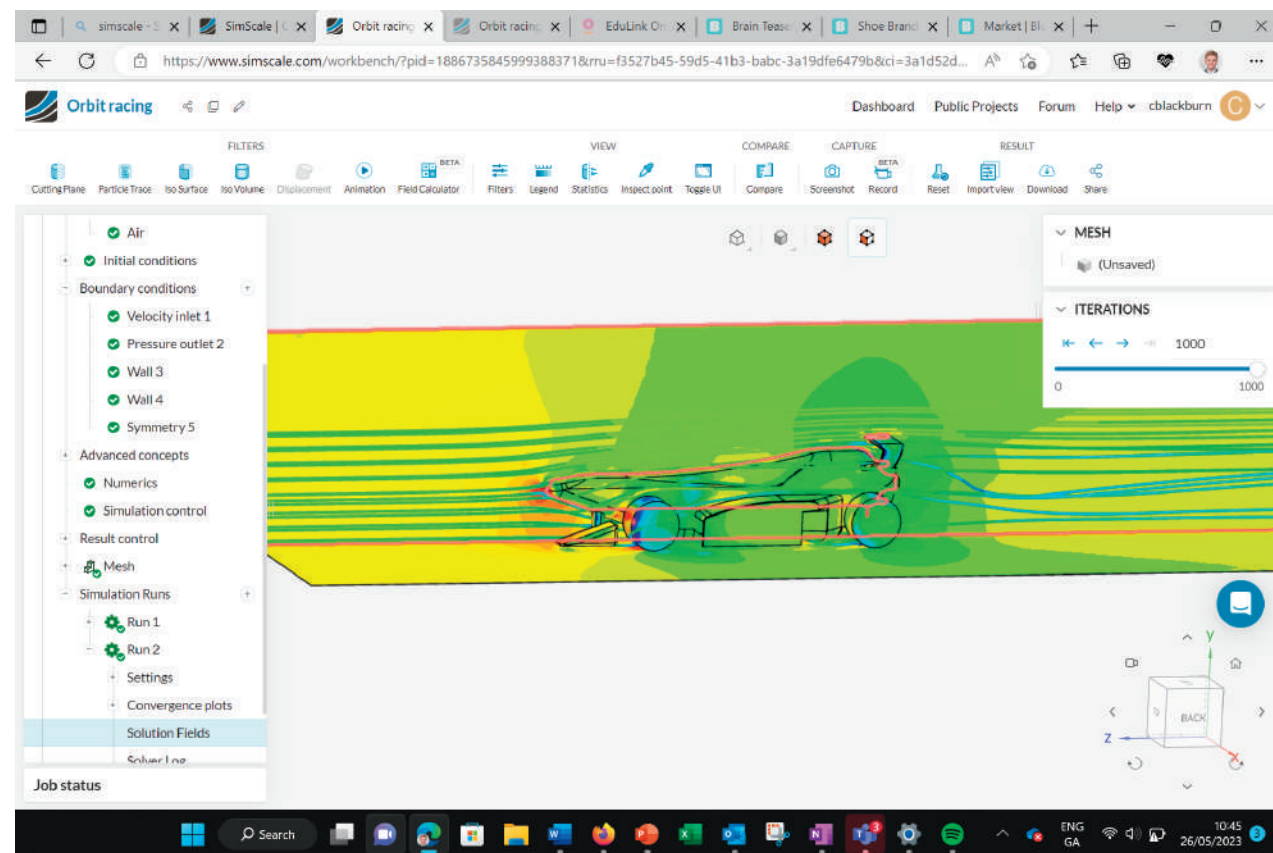 simscale - S
SimScale | C
Orbit racing
Orbit racing
EduLink On
Brain Tease
Shoe Brand
Market | Bl
https://www.simscale.com/workbench/?pid=1886735845999388371&rru=f3527b45-59d5-41b3-babc-3a19dfe6479b&ci=3a1d52d...
Orbit racing
Dashboard Public Projects Forum Help cblackburn C
FILTERS VIEW COMPARE CAPTURE RESULT
BETA BETA
Cutting Plane Particle Trace Iso Surface Iso Volume Displacement Animation Field Calculator Filters Legend Statistics Inspect point Toggle UI Compare Screenshot Record Reset Import view Download Share
Air
Initial conditions
Boundary conditions
Velocity inlet 1
Pressure outlet 2
Wall 3
Wall 4
Symmetry 5
Advanced concepts
Numerics
Simulation control
Result control
Mesh
Simulation Runs
Run 1
Run 2
Settings
Convergence plots
Solution Fields
Solver Log
Job status
MESH
(Unsaved)
ITERATIONS
1000
0 1000
y
BACK
Z
X
Search
3
ENG
GA
10:45
26/05/2023
3